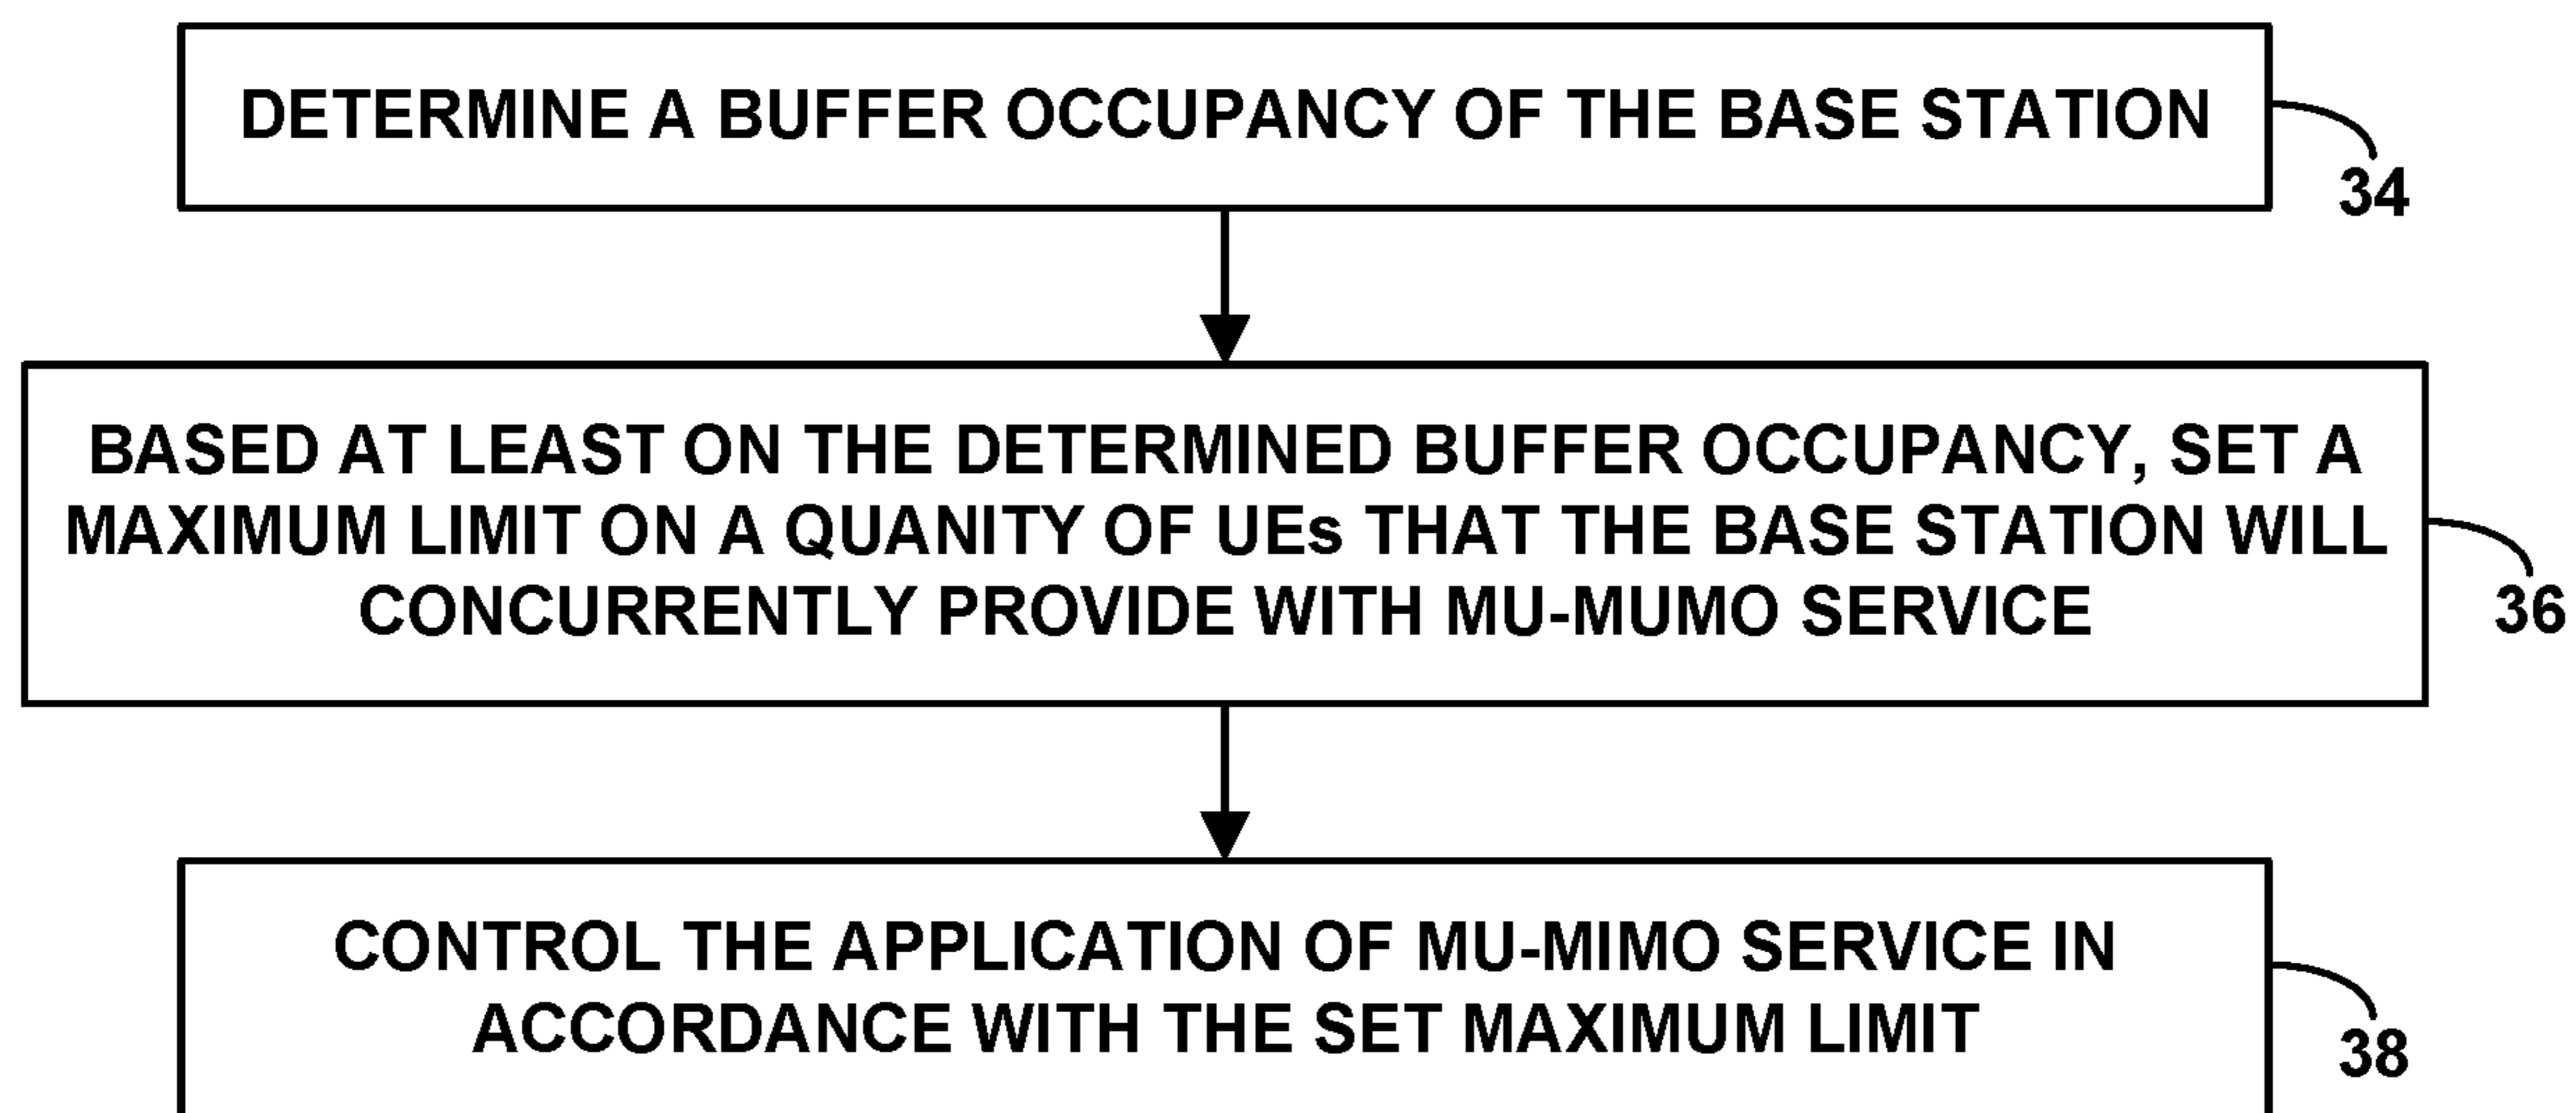 DETERMINE A BUFFER OCCUPANCY OF THE BASE STATION
34
BASED AT LEAST ON THE DETERMINED BUFFER OCCUPANCY, SET A
MAXIMUM LIMIT ON A QUANITY OF UEs THAT THE BASE STATION WILL
CONCURRENTLY PROVIDE WITH MU-MUMO SERVICE
36
CONTROL THE APPLICATION OF MU-MIMO SERVICE IN
ACCORDANCE WITH THE SET MAXIMUM LIMIT
38